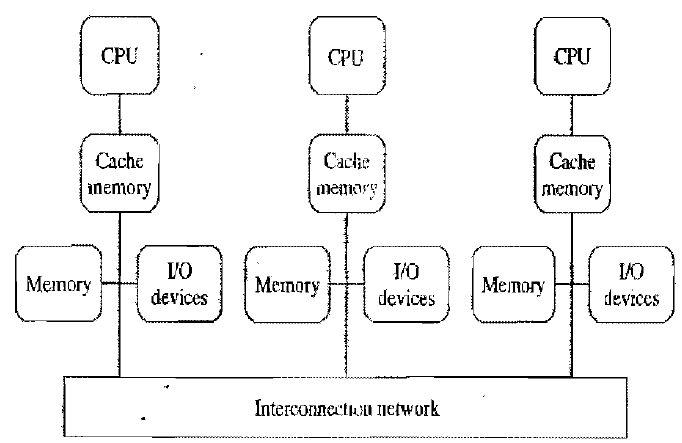 CPU
CPU
CPU
Cache
memory
Cache
memory
Cache
memory
Memory
I/O
devices
Memory
I/O
devices
Memory
I/O
devices
Interconnection network